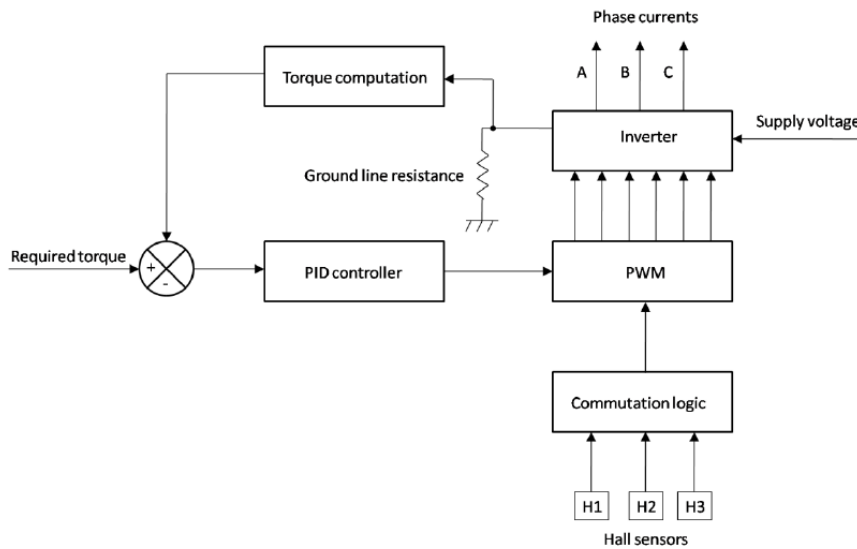 Phase currents
A
B
C
Torque computation
Inverter
Supply voltage
Ground line resistance
Required torque
+
-
PID controller
PWM
Commutation logic
H1
H2
H3
Hall sensors